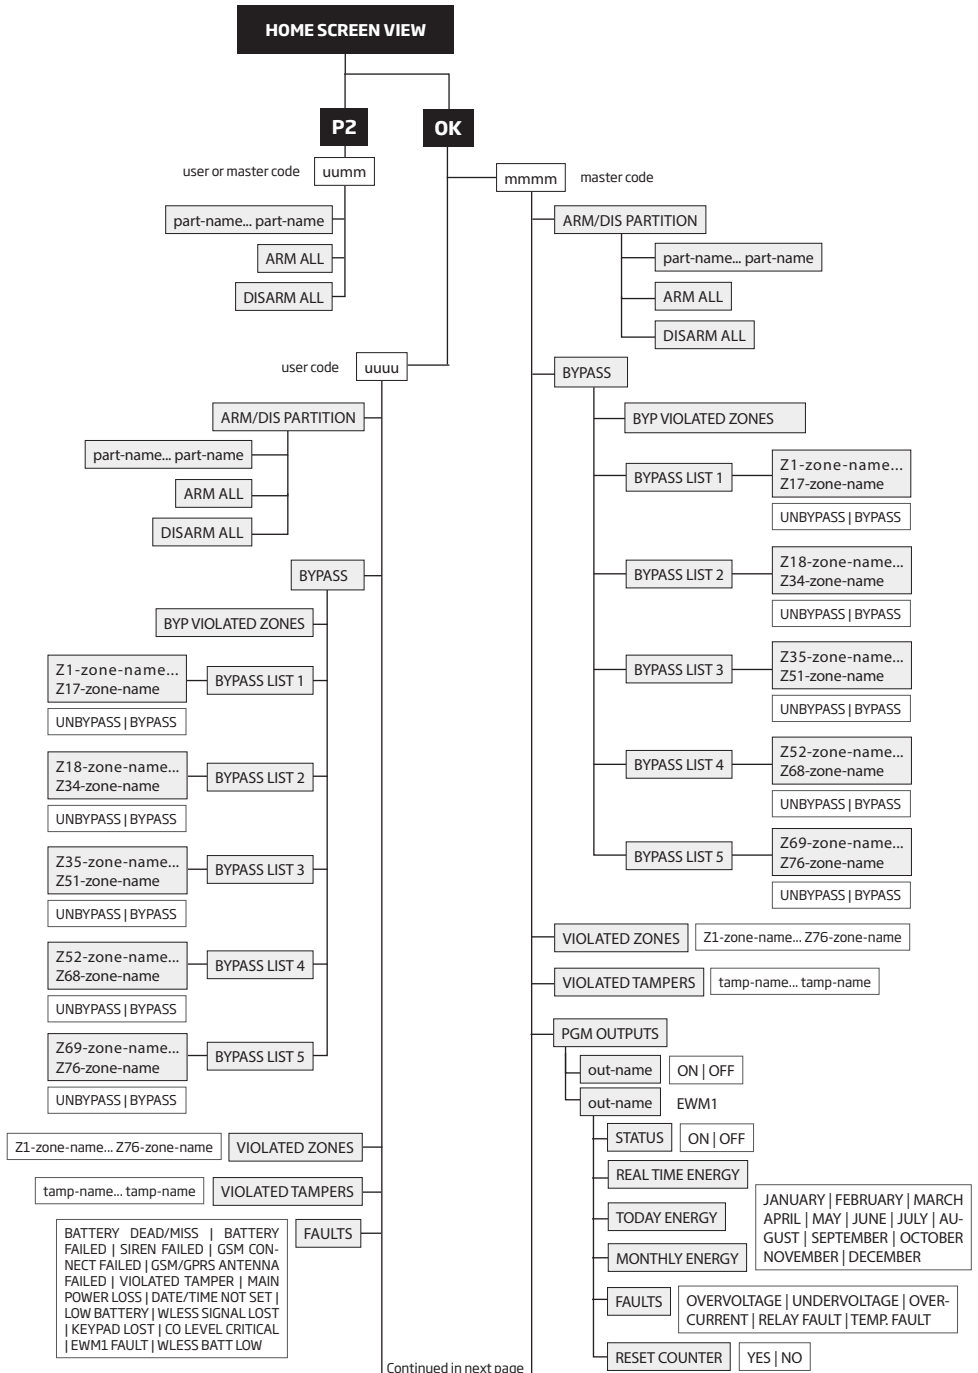 HOME SCREEN VIEW
P2
OK
user or master code
uumm
part-name... part-name
ARM ALL
DISARM ALL
mmmm
master code
ARM/DIS PARTITION
part-name... part-name
ARM ALL
DISARM ALL
BYPASS
BYP VIOLATED ZONES
BYPASS LIST 1
Z1-zone-name...
Z17-zone-name
UNBYPASS | BYPASS
BYPASS LIST 2
Z18-zone-name...
Z34-zone-name
UNBYPASS | BYPASS
BYPASS LIST 3
Z35-zone-name...
Z51-zone-name
UNBYPASS | BYPASS
BYPASS LIST 4
Z52-zone-name...
Z68-zone-name
UNBYPASS | BYPASS
BYPASS LIST 5
Z69-zone-name...
Z76-zone-name
UNBYPASS | BYPASS
VIOLATED ZONES
Z1-zone-name... Z76-zone-name
VIOLATED TAMPERS
tamp-name... tamp-name
PGM OUTPUTS
out-name
ON | OFF
out-name
EWM1
STATUS
ON | OFF
REAL TIME ENERGY
TODAY ENERGY
MONTHLY ENERGY
JANUARY | FEBRUARY | MARCH
APRIL | MAY | JUNE | JULY | AU-
GUST | SEPTEMBER | OCTOBER
NOVEMBER | DECEMBER
FAULTS
OVERVOLTAGE | UNDERVOLTAGE | OVER-
CURRENT | RELAY FAULT | TEMP. FAULT
RESET COUNTER
YES | NO
user code
uuuu
ARM/DIS PARTITION
part-name... part-name
ARM ALL
DISARM ALL
BYPASS
BYP VIOLATED ZONES
Z1-zone-name...
Z17-zone-name
BYPASS LIST 1
UNBYPASS | BYPASS
Z18-zone-name...
Z34-zone-name
BYPASS LIST 2
UNBYPASS | BYPASS
Z35-zone-name...
Z51-zone-name
BYPASS LIST 3
UNBYPASS | BYPASS
Z52-zone-name...
Z68-zone-name
BYPASS LIST 4
UNBYPASS | BYPASS
Z69-zone-name...
Z76-zone-name
BYPASS LIST 5
UNBYPASS | BYPASS
Z1-zone-name... Z76-zone-name
VIOLATED ZONES
tamp-name... tamp-name
VIOLATED TAMPERS
FAULTS
BATTERY DEAD/MISS | BATTERY
FAILED | SIREN FAILED | GSM CON-
NECT FAILED | GSM/GPRS ANTENNA
FAILED | VIOLATED TAMPER | MAIN
POWER LOSS | DATE/TIME NOT SET |
LOW BATTERY | WLESS SIGNAL LOST
| KEYPAD LOST | CO LEVEL CRITICAL
| EWM1 FAULT | WLESS BATT LOW
Continued in next page